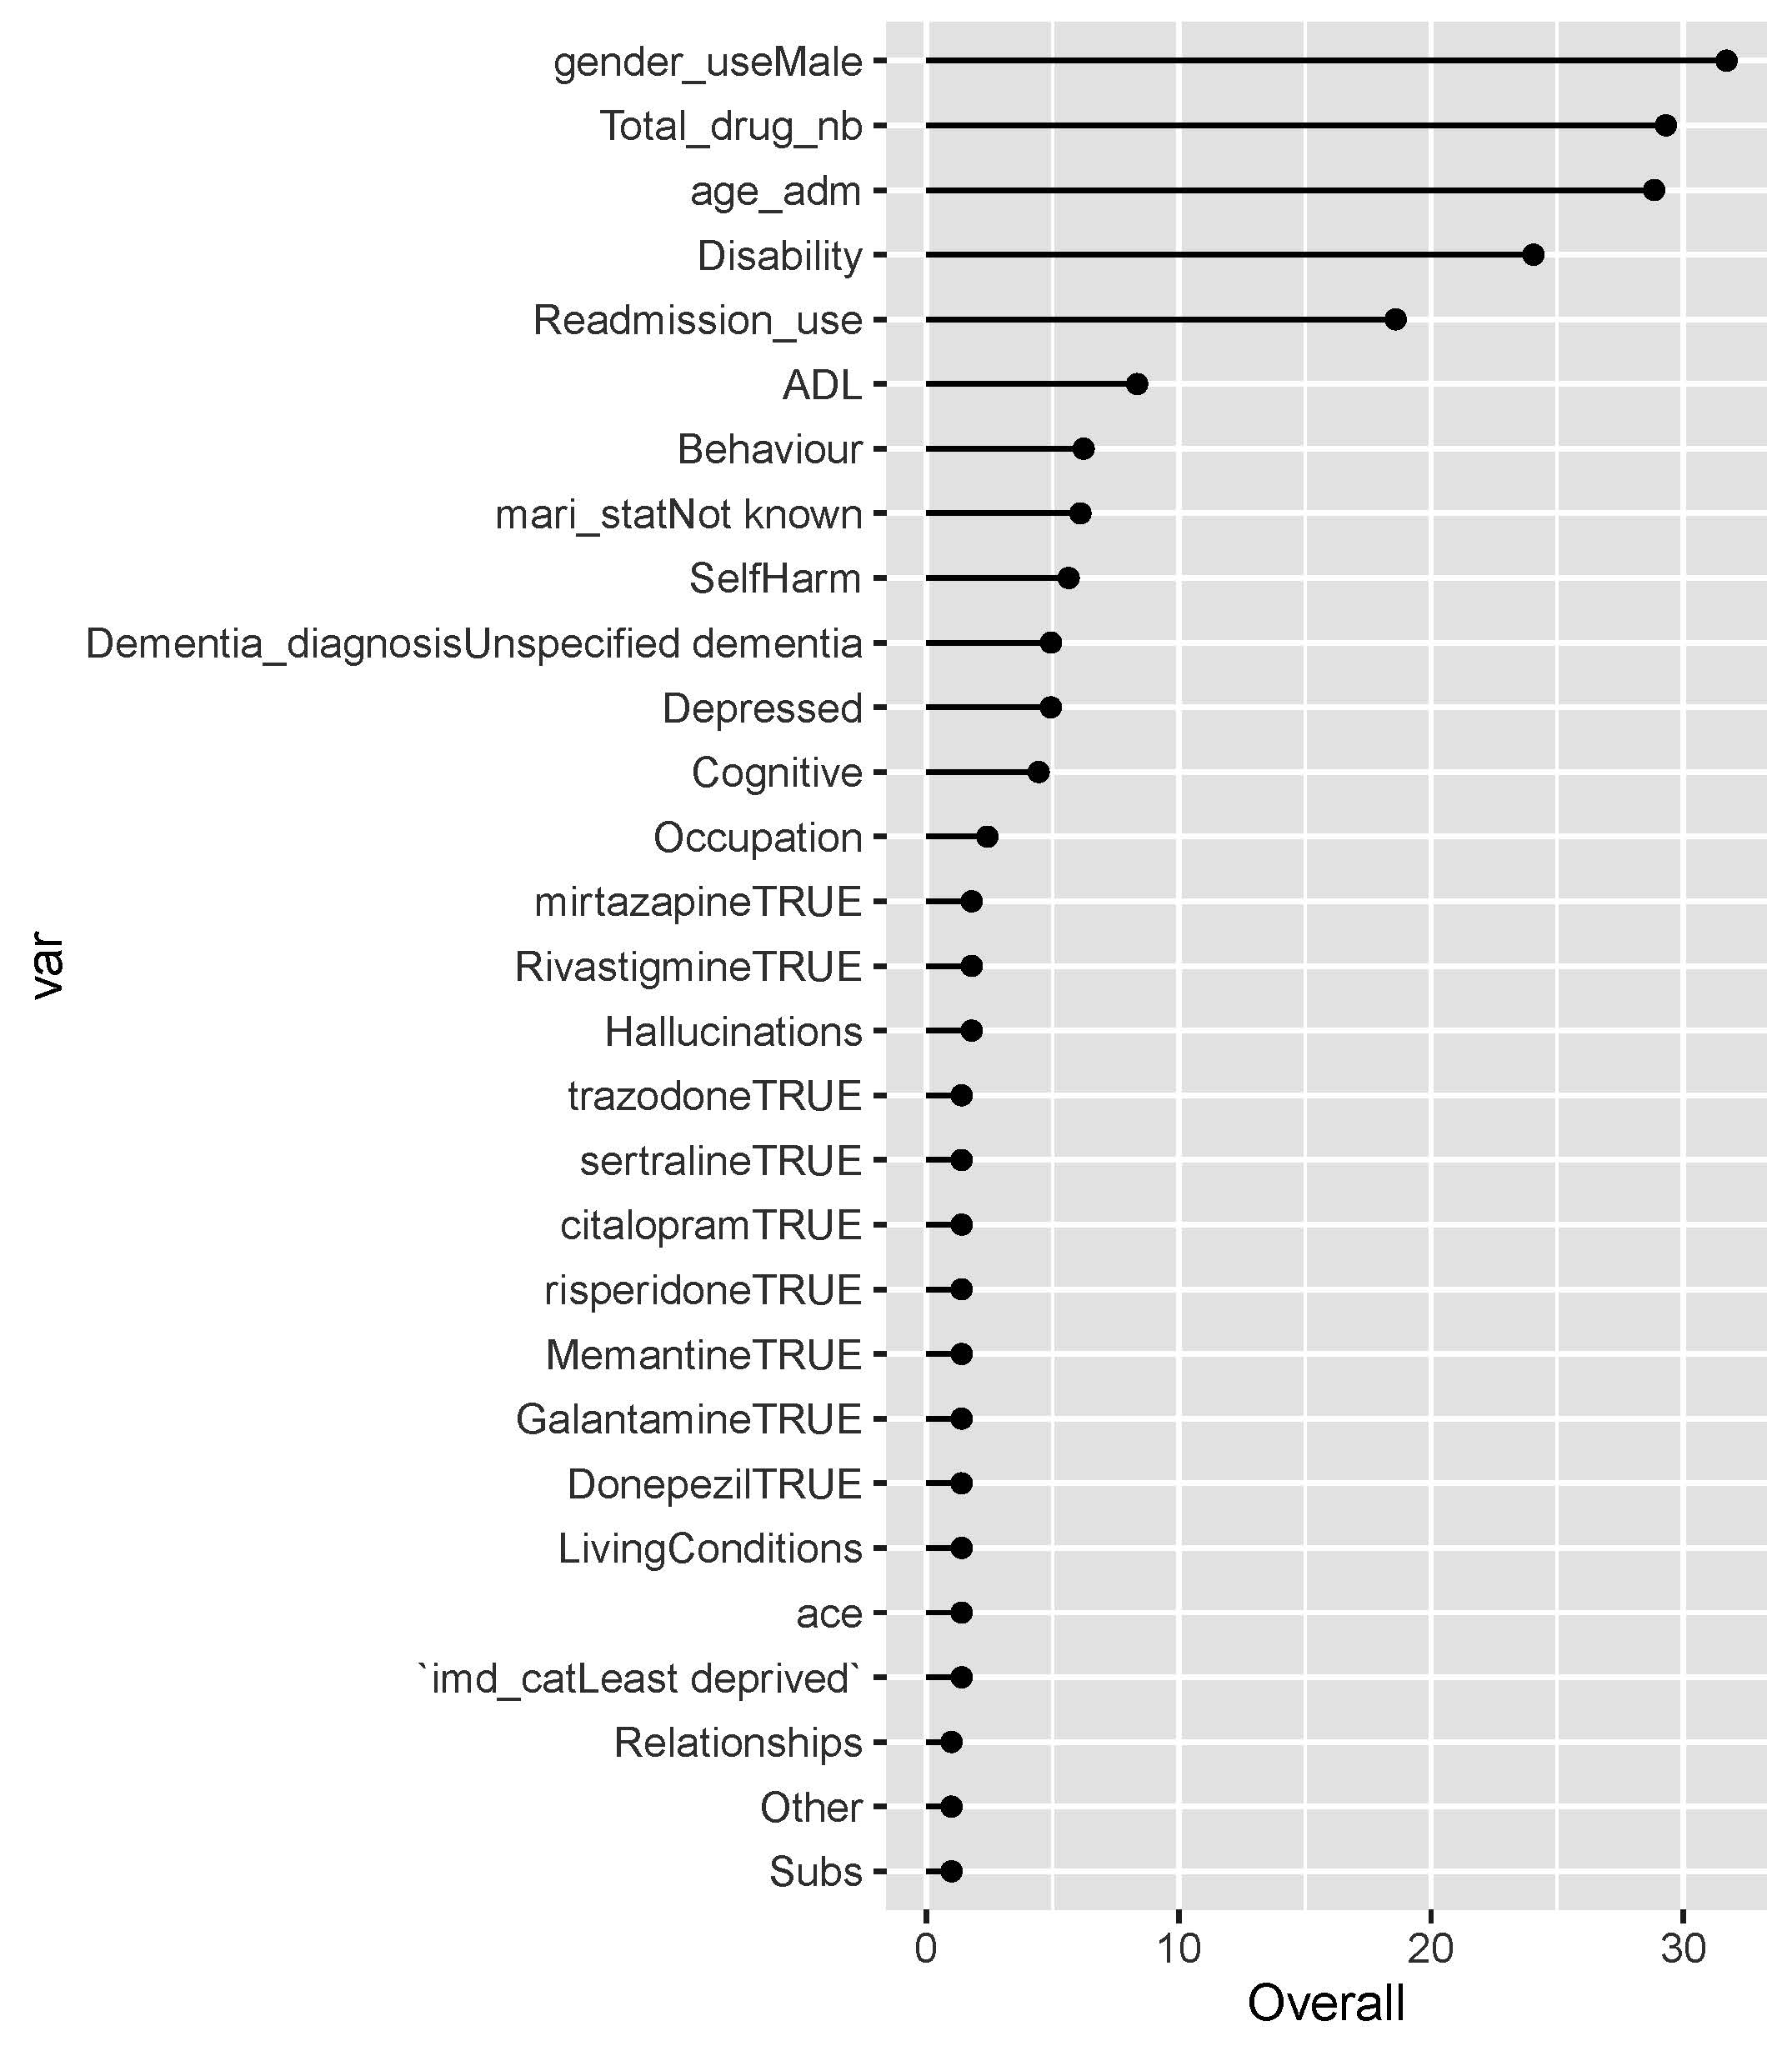 gender_useMale
Total_drug_nb
age_adm
Disability
Readmission_use
ADL
Behaviour
mari_statNot known
SelfHarm
Dementia_diagnosisUnspecified dementia
Depressed
Cognitive
Occupation
mirtazapineTRUE
RivastigmineTRUE
Hallucinations
trazodoneTRUE
sertralineTRUE
citalopramTRUE
risperidoneTRUE
MemantineTRUE
GalantamineTRUE
DonepezilTRUE
LivingConditions
ace
`imd_catLeast deprived`
Relationships
Other
Subs
var
0 10 20 30
Overall